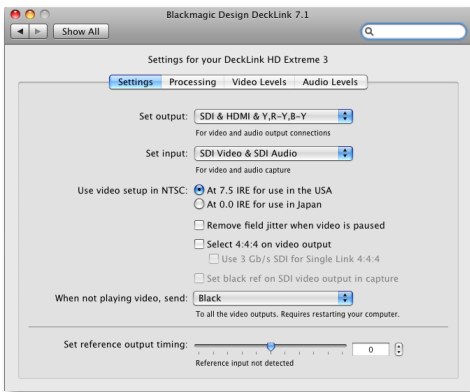 Blackmagic Design DeckLink 7.1
Show All
Settings for your DeckLink HD Extreme 3
Settings Processing Video Levels Audio Levels
Set output: SDI & HDMI & Y,R-Y,B-Y
For video and audio output connections
Set input: SDI Video & SDI Audio
For video and audio capture
Use video setup in NTSC: At 7.5 IRE for use in the USA
At 0.0 IRE for use in Japan
Remove field jitter when video is paused
Select 4:4:4 on video output
Use 3 Gb/s SDI for Single Link 4:4:4
Set black ref on SDI video output in capture
When not playing video, send: Black
To all the video outputs. Requires restarting your computer.
Set reference output timing: 0
Reference input not detected